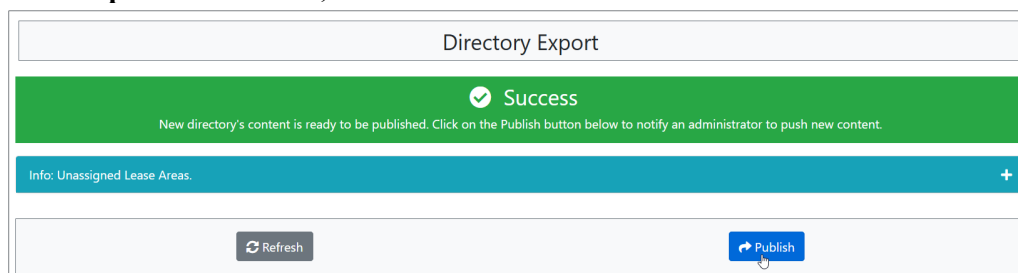 Directory Export
Success
New directory's content is ready to be published. Click on the Publish button below to notify an administrator to push new content.
Info: Unassigned Lease Areas.
Refresh
Publish